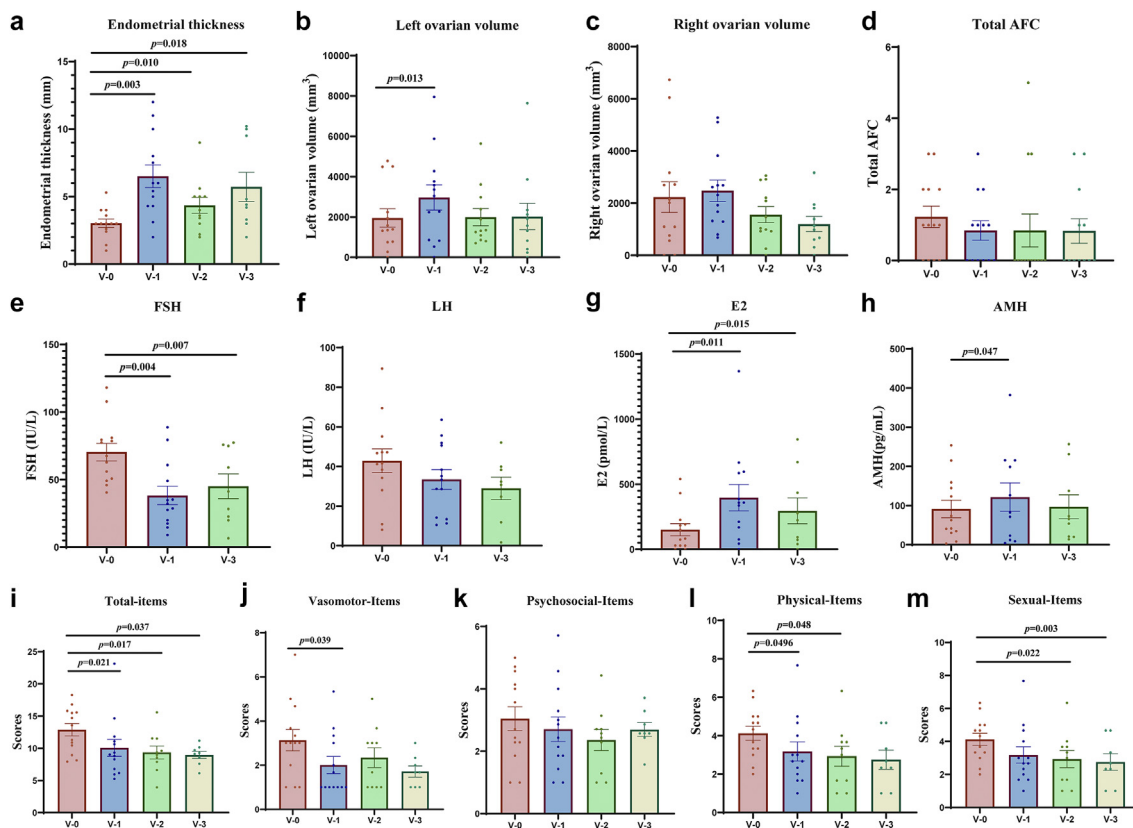 a Endometrial thickness
p=0.018
p=0.010
p=0.003
Endometrial thickness (mm)
15
10
5
0
V-0 V-1 V-2 V-3
b Left ovarian volume
p=0.013
Left ovarian volume (mm³)
10000
8000
6000
4000
2000
0
V-0 V-1 V-2 V-3
c Right ovarian volume
Right ovarian volume (mm³)
8000
6000
4000
2000
0
V-0 V-1 V-2 V-3
d Total AFC
Total AFC
6
4
2
0
V-0 V-1 V-2 V-3
e FSH
p=0.007
p=0.004
FSH (IU/L)
150
100
50
0
V-0 V-1 V-3
f LH
LH (IU/L)
100
80
60
40
20
0
V-0 V-1 V-3
g E2
p=0.015
p=0.011
E2 (pmol/L)
1500
1000
500
0
V-0 V-1 V-3
h AMH
p=0.047
AMH(pg/mL)
500
400
300
200
100
0
V-0 V-1 V-3
i Total-items
p=0.037
p=0.017
p=0.021
Scores
25
20
15
10
5
0
V-0 V-1 V-2 V-3
j Vasomotor-Items
p=0.039
Scores
8
6
4
2
0
V-0 V-1 V-2 V-3
k Psychosocial-Items
Scores
6
4
2
0
V-0 V-1 V-2 V-3
l Physical-Items
p=0.048
p=0.0496
Scores
10
8
6
4
2
0
V-0 V-1 V-2 V-3
m Sexual-Items
p=0.003
p=0.022
Scores
10
8
6
4
2
0
V-0 V-1 V-2 V-3